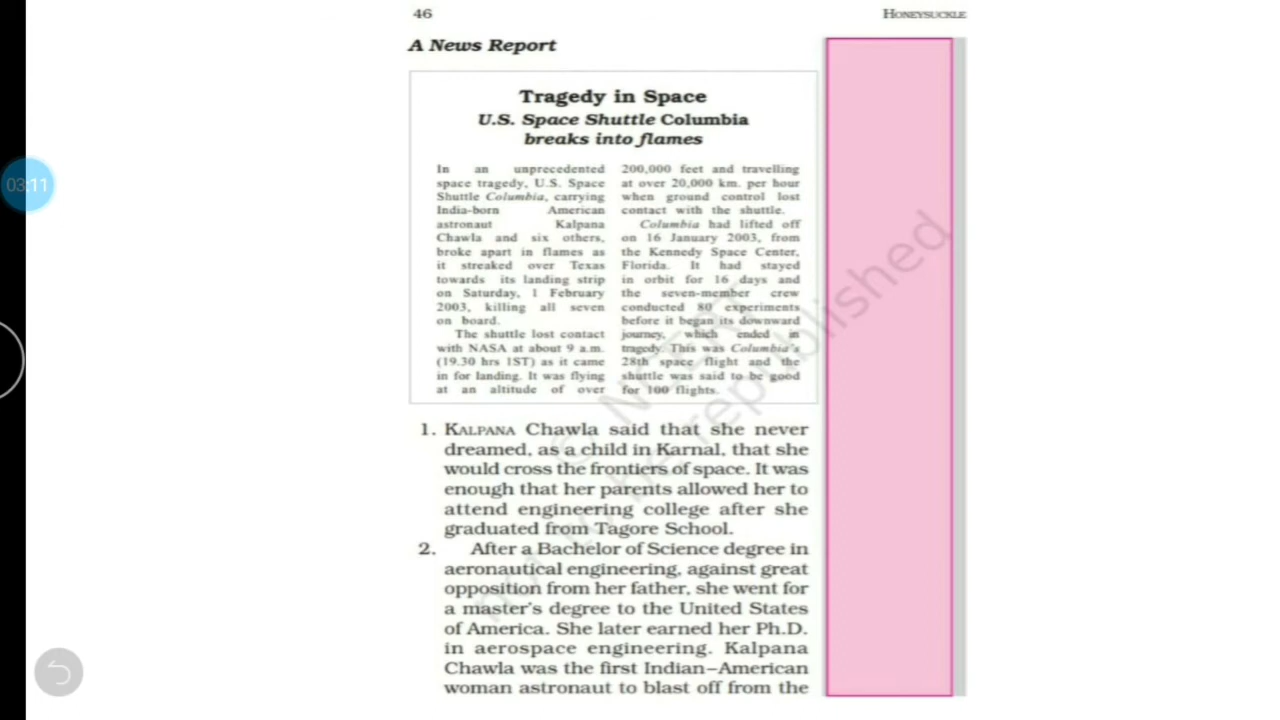 46
HONEYSUCKLE
A News Report
Tragedy in Space
U.S. Space Shuttle Columbia
breaks into flames
In an unprecedented
space tragedy, U.S. Space
Shuttle Columbia, carrying
India-born American
astronaut Kalpana
Chawla and six others,
broke apart in flames as
it streaked over Texas
towards its landing strip
on Saturday, 1 February
2003, killing all seven
on board.
The shuttle lost contact
with NASA at about 9 a.m.
(19.30 hrs IST) as it came
in for landing. It was flying
at an altitude of over
200,000 feet and travelling
at over 20,000 km. per hour
when ground control lost
contact with the shuttle.
Columbia had lifted off
on 16 January 2003, from
the Kennedy Space Center,
Florida. It had stayed
in orbit for 16 days and
the seven-member crew
conducted 80 experiments
before it began its downward
journey, which ended in
tragedy. This was Columbia's
28th space flight and the
shuttle was said to be good
for 100 flights.
1. KALPANA Chawla said that she never
dreamed, as a child in Karnal, that she
would cross the frontiers of space. It was
enough that her parents allowed her to
attend engineering college after she
graduated from Tagore School.
2. After a Bachelor of Science degree in
aeronautical engineering, against great
opposition from her father, she went for
a master's degree to the United States
of America. She later earned her Ph.D.
in aerospace engineering. Kalpana
Chawla was the first Indian–American
woman astronaut to blast off from the
03:11
© NCERT
not to be republished